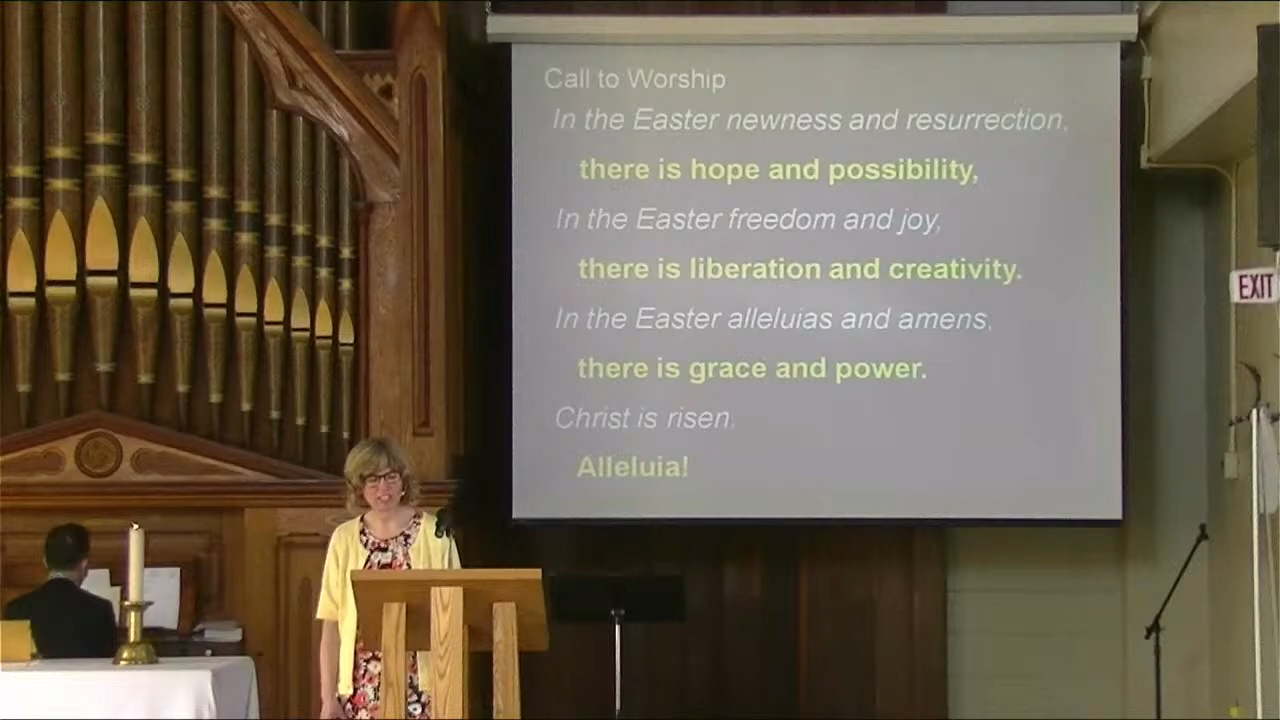 Call to Worship
In the Easter newness and resurrection,
there is hope and possibility,
In the Easter freedom and joy,
there is liberation and creativity.
In the Easter alleluias and amens,
there is grace and power.
Christ is risen.
Alleluia!
EXIT